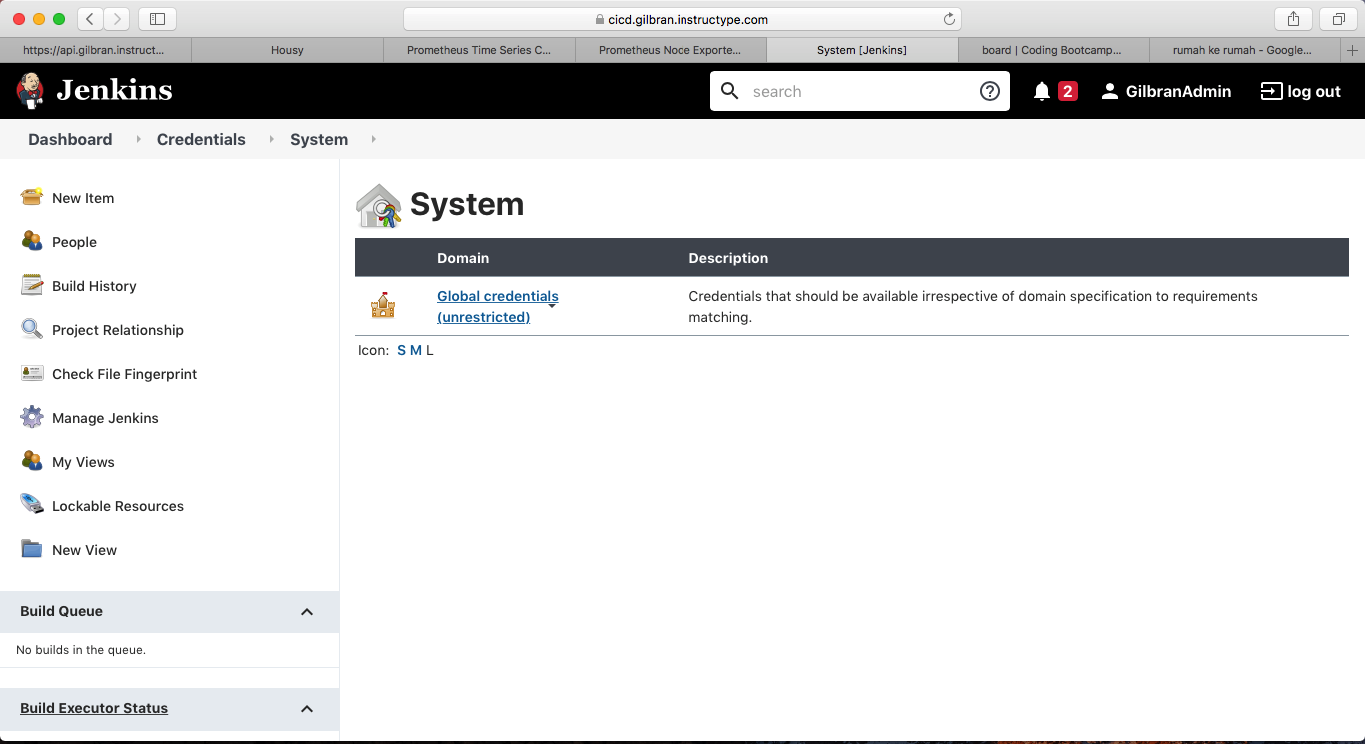 cicd.gilbran.instructype.com
https://api.gilbran.instruct...
Housy
Prometheus Time Series C...
Prometheus Noce Exporte...
System [Jenkins]
board | Coding Bootcamp...
rumah ke rumah - Google...
Jenkins
search
2
GilbranAdmin
log out
Dashboard
Credentials
System
New Item
People
Build History
Project Relationship
Check File Fingerprint
Manage Jenkins
My Views
Lockable Resources
New View
Build Queue
No builds in the queue.
Build Executor Status
System
Domain
Description
Global credentials
(unrestricted)
Credentials that should be available irrespective of domain specification to requirements
matching.
Icon: S M L